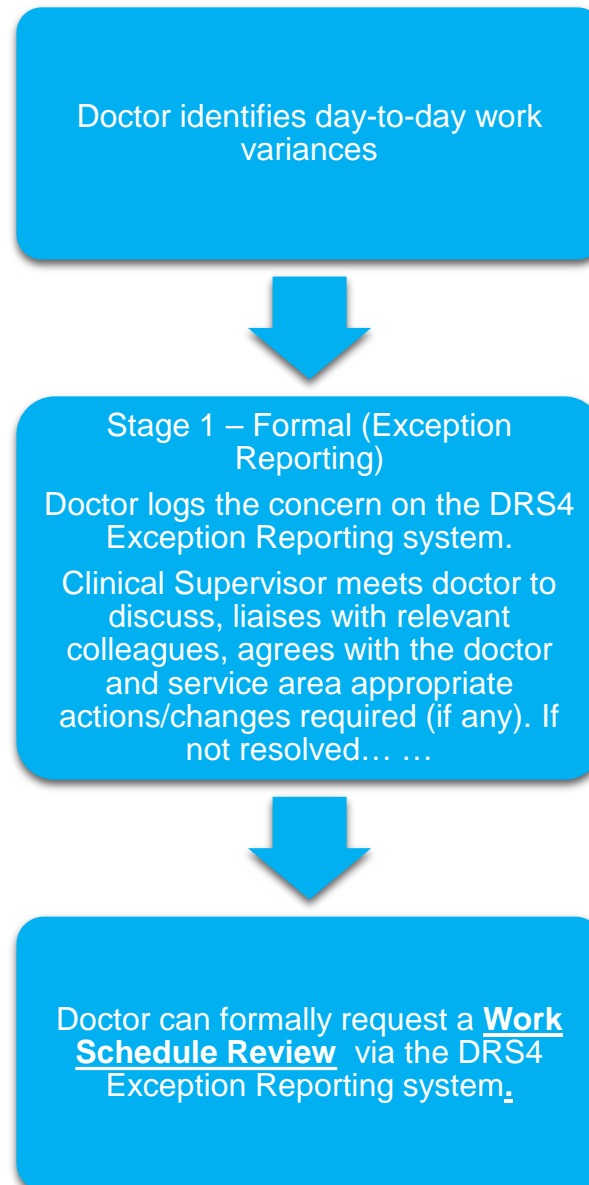 Doctor identifies day-to-day work
variances
Stage 1 – Formal (Exception
Reporting)
Doctor logs the concern on the DRS4
Exception Reporting system.
Clinical Supervisor meets doctor to
discuss, liaises with relevant
colleagues, agrees with the doctor
and service area appropriate
actions/changes required (if any). If
not resolved… …
Doctor can formally request a Work
Schedule Review  via the DRS4
Exception Reporting system.